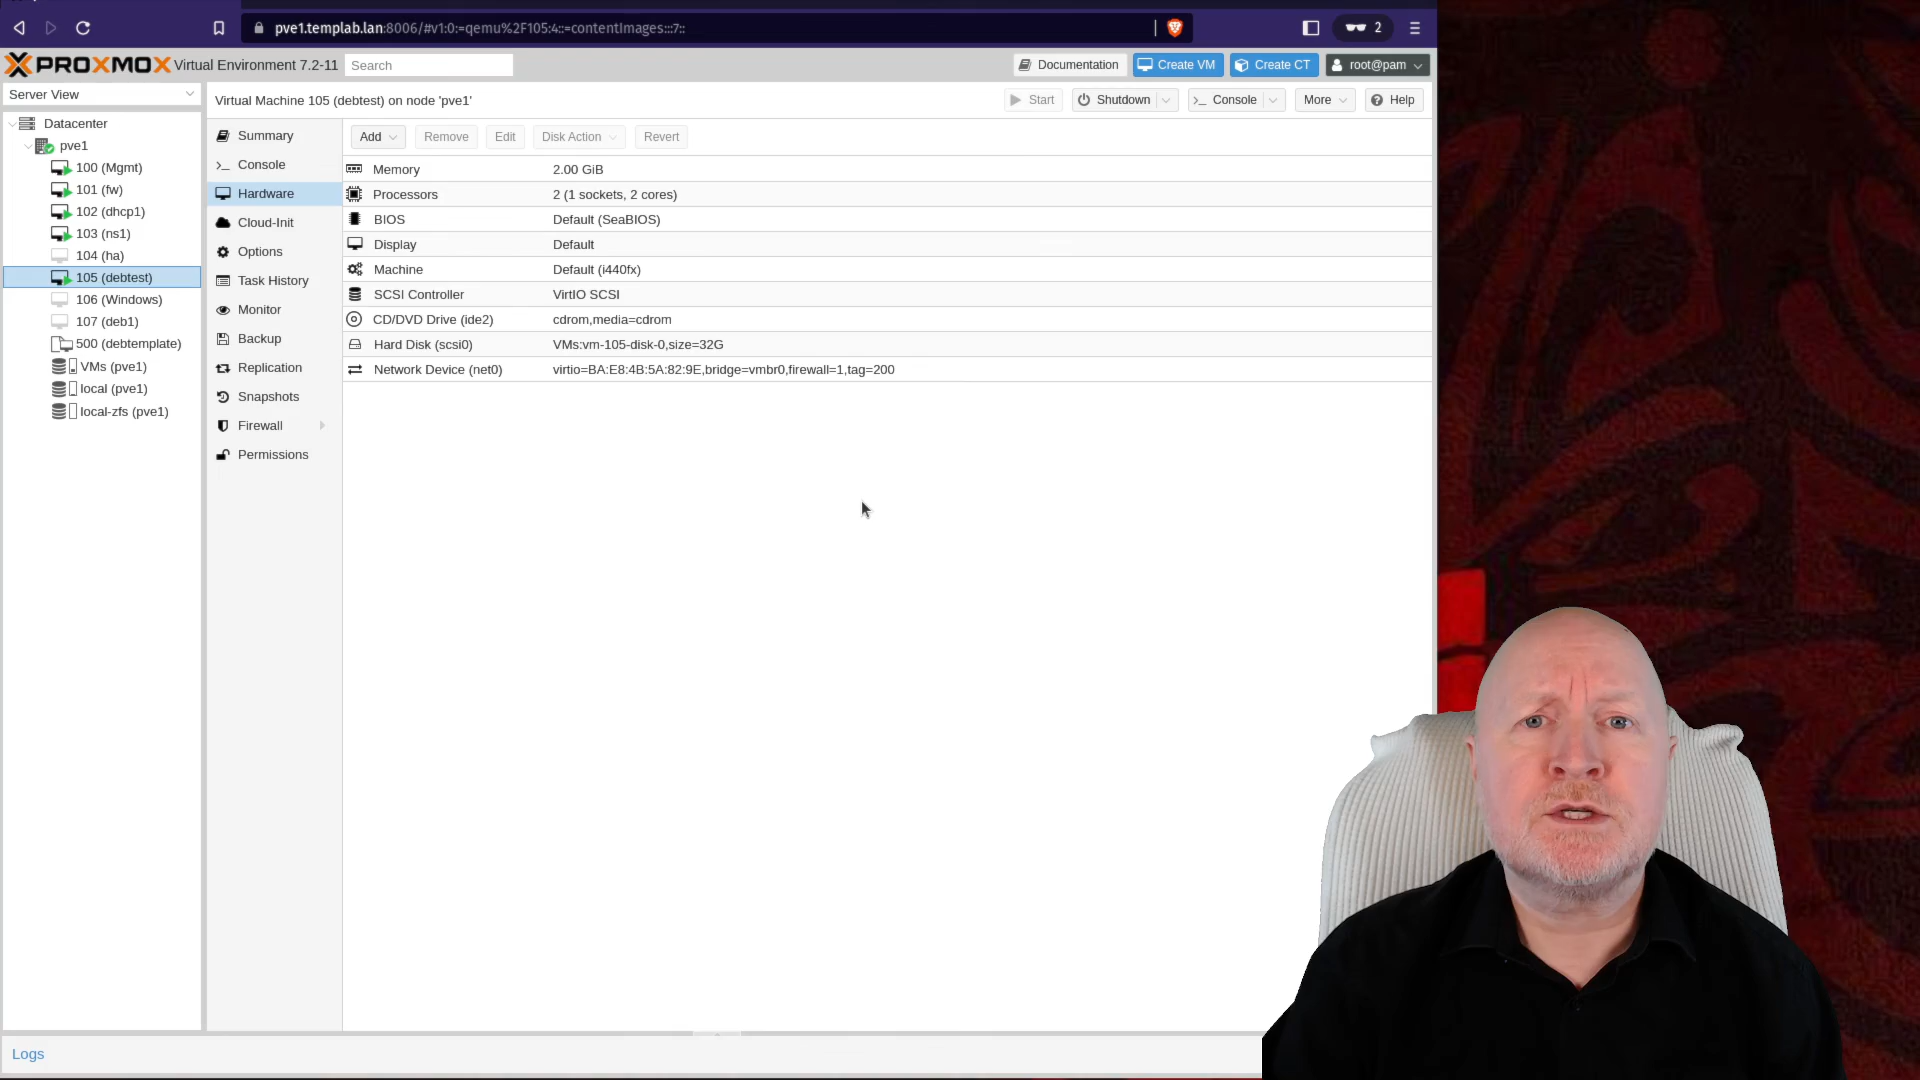 pve1.templab.lan:8006/#v1:0:=qemu%2F105:4::=contentImages:::7::
2
PROXMOX Virtual Environment 7.2-11
Search
Documentation
Create VM
Create CT
root@pam
Server View
Virtual Machine 105 (debtest) on node 'pve1'
Start
Shutdown
Console
More
Help
Datacenter
pve1
100 (Mgmt)
101 (fw)
102 (dhcp1)
103 (ns1)
104 (ha)
105 (debtest)
106 (Windows)
107 (deb1)
500 (debtemplate)
VMs (pve1)
local (pve1)
local-zfs (pve1)
Summary
Console
Hardware
Cloud-Init
Options
Task History
Monitor
Backup
Replication
Snapshots
Firewall
Permissions
Add
Remove
Edit
Disk Action
Revert
Memory 2.00 GiB
Processors 2 (1 sockets, 2 cores)
BIOS Default (SeaBIOS)
Display Default
Machine Default (i440fx)
SCSI Controller VirtIO SCSI
CD/DVD Drive (ide2) cdrom,media=cdrom
Hard Disk (scsi0) VMs:vm-105-disk-0,size=32G
Network Device (net0) virtio=BA:E8:4B:5A:82:9E,bridge=vmbr0,firewall=1,tag=200
Logs